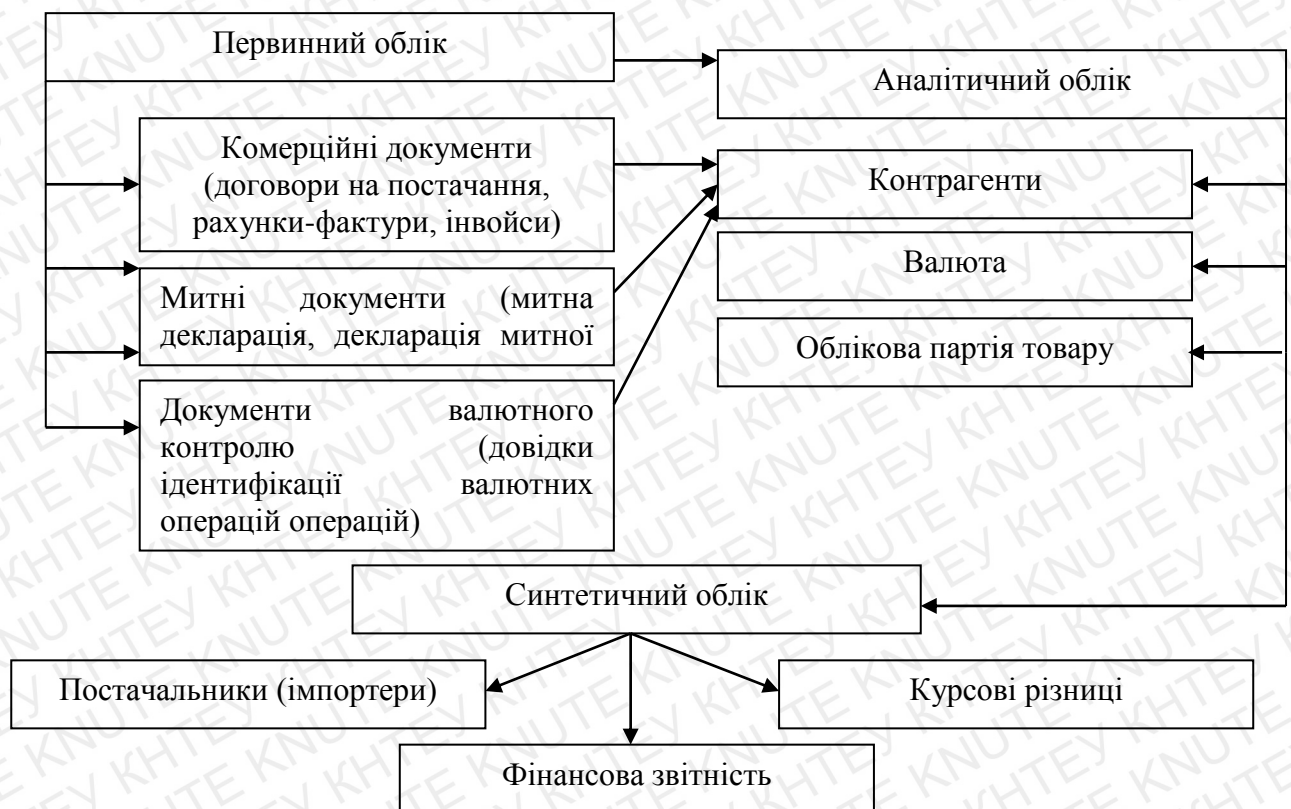 Первинний облік
Аналітичний облік
Комерційні документи
(договори на постачання,
рахунки-фактури, інвойси)
Контрагенти
Валюта
Митні документи (митна
декларація, декларація митної
Облікова партія товару
Документи валютного
контролю (довідки
ідентифікації валютних
операцій операцій)
Синтетичний облік
Постачальники (імпортери)
Курсові різниці
Фінансова звітність